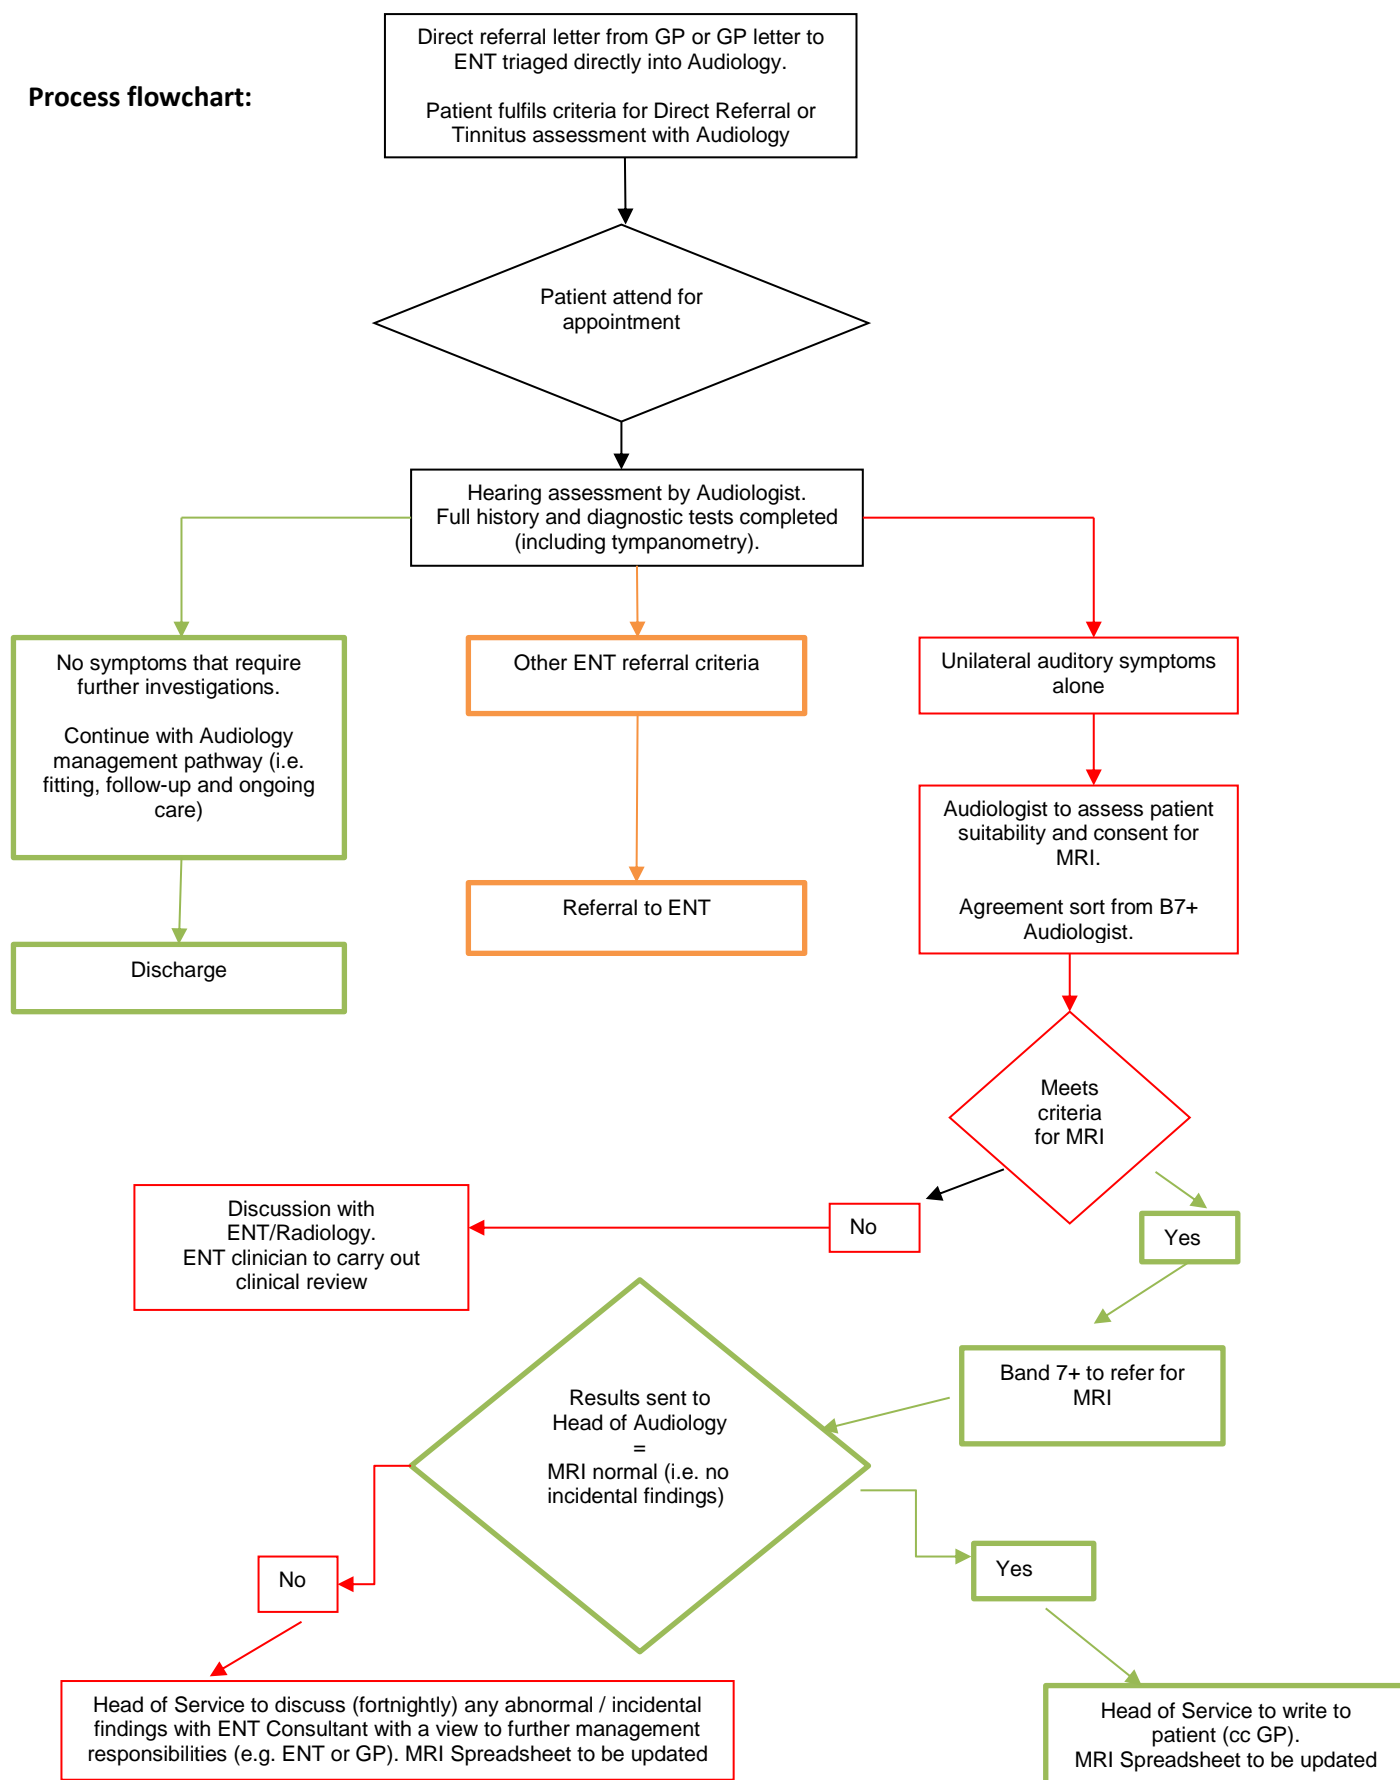 Process flowchart:
Direct referral letter from GP or GP letter to
ENT triaged directly into Audiology.
Patient fulfils criteria for Direct Referral or
Tinnitus assessment with Audiology
Patient attend for
appointment
Hearing assessment by Audiologist.
Full history and diagnostic tests completed
(including tympanometry).
No symptoms that require
further investigations.
Continue with Audiology
management pathway (i.e.
fitting, follow-up and ongoing
care)
Discharge
Other ENT referral criteria
Referral to ENT
Unilateral auditory symptoms
alone
Audiologist to assess patient
suitability and consent for
MRI.
Agreement sort from B7+
Audiologist.
Meets
criteria
for MRI
No
Discussion with
ENT/Radiology.
ENT clinician to carry out
clinical review
Yes
Band 7+ to refer for
MRI
Results sent to
Head of Audiology
=
MRI normal (i.e. no
incidental findings)
No
Yes
Head of Service to discuss (fortnightly) any abnormal / incidental
findings with ENT Consultant with a view to further management
responsibilities (e.g. ENT or GP). MRI Spreadsheet to be updated
Head of Service to write to
patient (cc GP).
MRI Spreadsheet to be updated